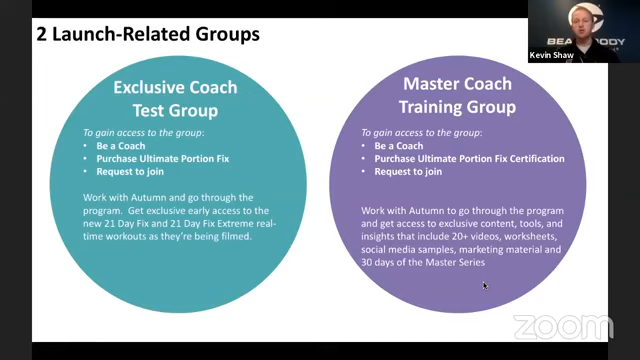 2 Launch-Related Groups
Kevin Shaw
Exclusive Coach
Test Group
To gain access to the group:
• Be a Coach
• Purchase Ultimate Portion Fix
• Request to join
Work with Autumn and go through the
program. Get exclusive early access to the
new 21 Day Fix and 21 Day Fix Extreme real-
time workouts as they're being filmed.
Master Coach
Training Group
To gain access to the group:
• Be a Coach
• Purchase Ultimate Portion Fix Certification
• Request to join
Work with Autumn to go through the program
and get access to exclusive content, tools, and
insights that include 20+ videos, worksheets,
social media samples, marketing material and
30 days of the Master Series
zoom